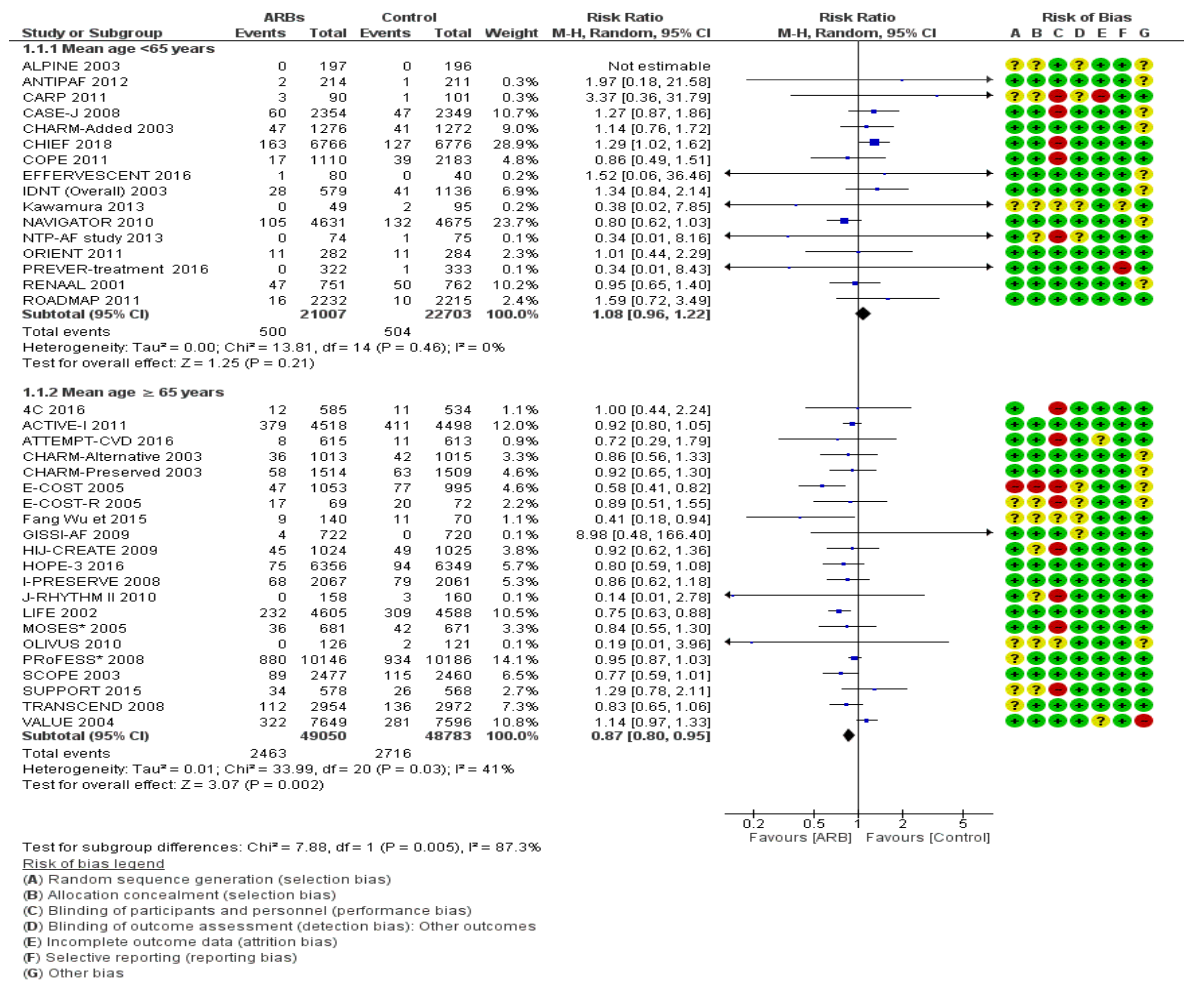 ARBs Control Risk Ratio Risk Ratio Risk of Bias
Study or Subgroup Events Total Events Total Weight M-H, Random, 95% CI M-H, Random, 95% CI A B C D E F G
1.1.1 Mean age <65 years
ALPINE 2003 0 197 0 196 Not estimable ? ? + ? + + ?
ANTIPAF 2012 2 214 1 211 0.3% 1.97 [0.18, 21.58] + + + + + + ?
CARP 2011 3 90 1 101 0.3% 3.37 [0.36, 31.79] ? ? - ? - + +
CASE-J 2008 60 2354 47 2349 10.7% 1.27 [0.87, 1.86] + + - + + + ?
CHARM-Added 2003 47 1276 41 1272 9.0% 1.14 [0.76, 1.72] + + + + + + ?
CHIEF 2018 163 6766 127 6776 28.9% 1.29 [1.02, 1.62] + + - + + + +
COPE 2011 17 1110 39 2183 4.8% 0.86 [0.49, 1.51] + + - + + + +
EFFERVESCENT 2016 1 80 0 40 0.2% 1.52 [0.06, 36.46] + + + + + + ?
IDNT (Overall) 2003 28 579 41 1136 6.9% 1.34 [0.84, 2.14] + + + + + + ?
Kawamura 2013 0 49 2 95 0.2% 0.38 [0.02, 7.85] ? ? ? ? + ? +
NAVIGATOR 2010 105 4631 132 4675 23.7% 0.80 [0.62, 1.03] + + + + + + ?
NTP-AF study 2013 0 74 1 75 0.1% 0.34 [0.01, 8.16] + ? - ? + + +
ORIENT 2011 11 282 11 284 2.4% 1.01 [0.44, 2.29] + + + + + + +
PREVER-treatment 2016 0 322 1 333 0.1% 0.34 [0.01, 8.43] + + + + + - +
RENAAL 2001 47 751 50 762 10.2% 0.95 [0.65, 1.40] + + + + + + ?
ROADMAP 2011 16 2232 10 2215 2.4% 1.59 [0.72, 3.49] + + + + + + +
Subtotal (95% CI) 21007 22703 100.0% 1.08 [0.96, 1.22]
Total events 500 504
Heterogeneity: Tau² = 0.00; Chi² = 13.81, df = 14 (P = 0.46); I² = 0%
Test for overall effect: Z = 1.25 (P = 0.21)
1.1.2 Mean age ≥ 65 years
4C 2016 12 585 11 534 1.1% 1.00 [0.44, 2.24] + - + + + +
ACTIVE-I 2011 379 4518 411 4498 12.0% 0.92 [0.80, 1.05] + + + + + + +
ATTEMPT-CVD 2016 8 615 11 613 0.9% 0.72 [0.29, 1.79] + + - + ? + +
CHARM-Alternative 2003 36 1013 42 1015 3.3% 0.86 [0.56, 1.33] + + + + + + ?
CHARM-Preserved 2003 58 1514 63 1509 4.6% 0.92 [0.65, 1.30] + + + + + + ?
E-COST 2005 47 1053 77 995 4.6% 0.58 [0.41, 0.82] - - - ? + + ?
E-COST-R 2005 17 69 20 72 2.2% 0.89 [0.51, 1.55] ? ? - ? + + ?
Fang Wu et 2015 9 140 11 70 1.1% 0.41 [0.18, 0.94] ? ? ? ? + + +
GISSI-AF 2009 4 722 0 720 0.1% 8.98 [0.48, 166.40] + + + ? + + +
HIJ-CREATE 2009 45 1024 49 1025 3.8% 0.92 [0.62, 1.36] + ? - + + + +
HOPE-3 2016 75 6356 94 6349 5.7% 0.80 [0.59, 1.08] + + + + + + +
I-PRESERVE 2008 68 2067 79 2061 5.3% 0.86 [0.62, 1.18] + + + + + + +
J-RHYTHM II 2010 0 158 3 160 0.1% 0.14 [0.01, 2.78] + ? - + + + +
LIFE 2002 232 4605 309 4588 10.5% 0.75 [0.63, 0.88] + + + + + + +
MOSES* 2005 36 681 42 671 3.3% 0.84 [0.55, 1.30] + + - + + + +
OLIVUS 2010 0 126 2 121 0.1% 0.19 [0.01, 3.96] ? ? ? ? + + ?
PRoFESS* 2008 880 10146 934 10186 14.1% 0.95 [0.87, 1.03] ? + + + + + +
SCOPE 2003 89 2477 115 2460 6.5% 0.77 [0.59, 1.01] + + + + + + +
SUPPORT 2015 34 578 26 568 2.7% 1.29 [0.78, 2.11] ? ? - + + + +
TRANSCEND 2008 112 2954 136 2972 7.1% 0.83 [0.65, 1.06] ? + + + + + +
VALUE 2004 322 7649 281 7596 10.8% 1.14 [0.97, 1.33] + + + + ? + -
Subtotal (95% CI) 49050 48783 100.0% 0.87 [0.80, 0.95]
Total events 2463 2716
Heterogeneity: Tau² = 0.01; Chi² = 33.99, df = 20 (P = 0.03); I² = 41%
Test for overall effect: Z = 3.07 (P = 0.002)
0.2 0.5 1 2 5
Favours [ARB] Favours [Control]
Test for subgroup differences: Chi² = 7.88, df = 1 (P = 0.005), I² = 87.3%
Risk of bias legend
(A) Random sequence generation (selection bias)
(B) Allocation concealment (selection bias)
(C) Blinding of participants and personnel (performance bias)
(D) Blinding of outcome assessment (detection bias): Other outcomes
(E) Incomplete outcome data (attrition bias)
(F) Selective reporting (reporting bias)
(G) Other bias